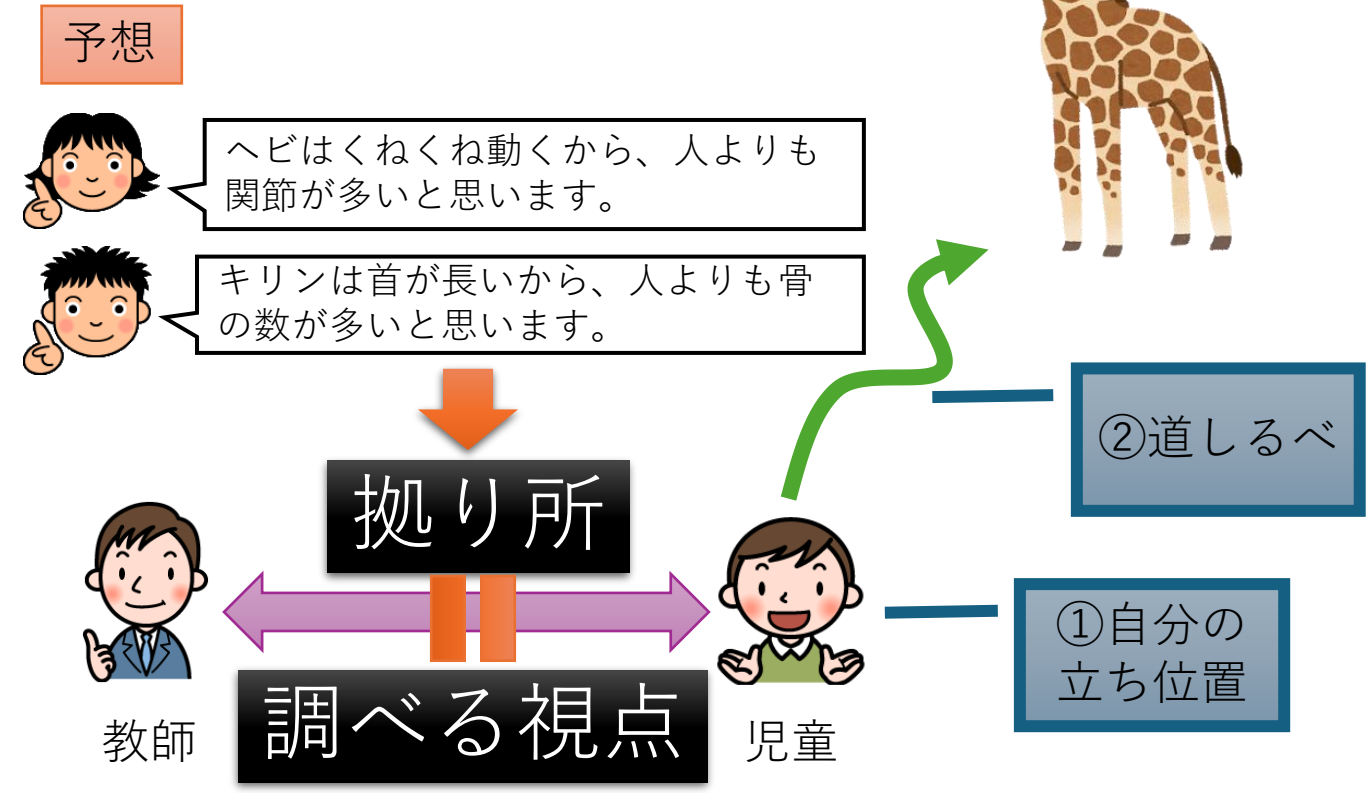 予想
ヘビはくねくね動くから、人よりも
関節が多いと思います。
キリンは首が長いから、人よりも骨
の数が多いと思います。
拠り所
②道しるべ
①自分の
立ち位置
調べる視点
教師
児童